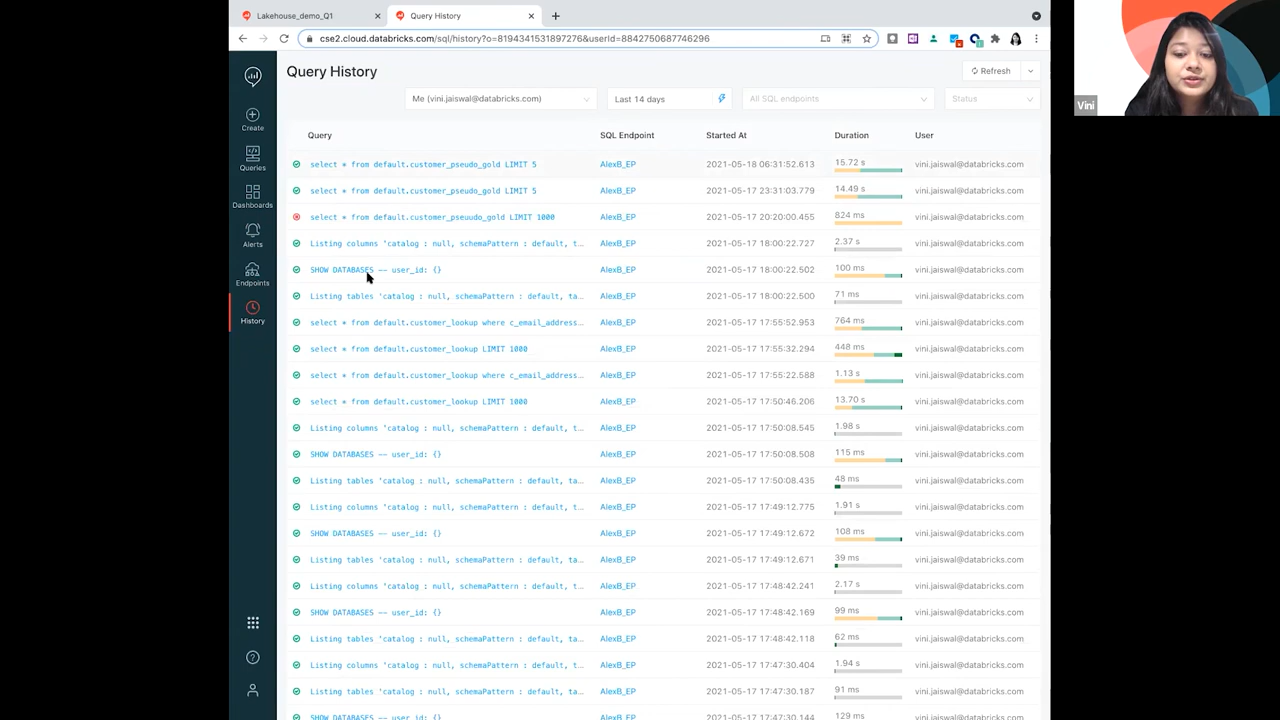 Lakehouse_demo_Q1
Query History
cse2.cloud.databricks.com/sql/history?o=8194341531897276&userId=8842750687746296
Query History
Refresh
Me (vini.jaiswal@databricks.com)
Last 14 days
All SQL endpoints
Status
Create
Queries
Dashboards
Alerts
Endpoints
History
Query SQL Endpoint Started At Duration User
select * from default.customer_pseudo_gold LIMIT 5 AlexB_EP 2021-05-18 06:31:52.613 15.72 s vini.jaiswal@databricks.com
select * from default.customer_pseudo_gold LIMIT 5 AlexB_EP 2021-05-17 23:31:03.779 14.49 s vini.jaiswal@databricks.com
select * from default.customer_pseuudo_gold LIMIT 1000 AlexB_EP 2021-05-17 20:20:00.455 824 ms vini.jaiswal@databricks.com
Listing columns 'catalog : null, schemaPattern : default, t... AlexB_EP 2021-05-17 18:00:22.727 2.37 s vini.jaiswal@databricks.com
SHOW DATABASES -- user_id: {} AlexB_EP 2021-05-17 18:00:22.502 100 ms vini.jaiswal@databricks.com
Listing tables 'catalog : null, schemaPattern : default, ta... AlexB_EP 2021-05-17 18:00:22.500 71 ms vini.jaiswal@databricks.com
select * from default.customer_lookup where c_email_address... AlexB_EP 2021-05-17 17:55:52.953 764 ms vini.jaiswal@databricks.com
select * from default.customer_lookup LIMIT 1000 AlexB_EP 2021-05-17 17:55:32.294 448 ms vini.jaiswal@databricks.com
select * from default.customer_lookup where c_email_address... AlexB_EP 2021-05-17 17:55:22.588 1.13 s vini.jaiswal@databricks.com
select * from default.customer_lookup LIMIT 1000 AlexB_EP 2021-05-17 17:50:46.206 13.70 s vini.jaiswal@databricks.com
Listing columns 'catalog : null, schemaPattern : default, t... AlexB_EP 2021-05-17 17:50:08.545 1.98 s vini.jaiswal@databricks.com
SHOW DATABASES -- user_id: {} AlexB_EP 2021-05-17 17:50:08.508 115 ms vini.jaiswal@databricks.com
Listing tables 'catalog : null, schemaPattern : default, ta... AlexB_EP 2021-05-17 17:50:08.435 48 ms vini.jaiswal@databricks.com
Listing columns 'catalog : null, schemaPattern : default, t... AlexB_EP 2021-05-17 17:49:12.775 1.91 s vini.jaiswal@databricks.com
SHOW DATABASES -- user_id: {} AlexB_EP 2021-05-17 17:49:12.672 108 ms vini.jaiswal@databricks.com
Listing tables 'catalog : null, schemaPattern : default, ta... AlexB_EP 2021-05-17 17:49:12.671 39 ms vini.jaiswal@databricks.com
Listing columns 'catalog : null, schemaPattern : default, t... AlexB_EP 2021-05-17 17:48:42.241 2.17 s vini.jaiswal@databricks.com
SHOW DATABASES -- user_id: {} AlexB_EP 2021-05-17 17:48:42.169 99 ms vini.jaiswal@databricks.com
Listing tables 'catalog : null, schemaPattern : default, ta... AlexB_EP 2021-05-17 17:48:42.118 62 ms vini.jaiswal@databricks.com
Listing columns 'catalog : null, schemaPattern : default, t... AlexB_EP 2021-05-17 17:47:30.404 1.94 s vini.jaiswal@databricks.com
Listing tables 'catalog : null, schemaPattern : default, ta... AlexB_EP 2021-05-17 17:47:30.187 91 ms vini.jaiswal@databricks.com
SHOW DATABASES -- user_id: {} AlexB_EP 2021-05-17 17:47:30.144 129 ms vini.jaiswal@databricks.com
Vini